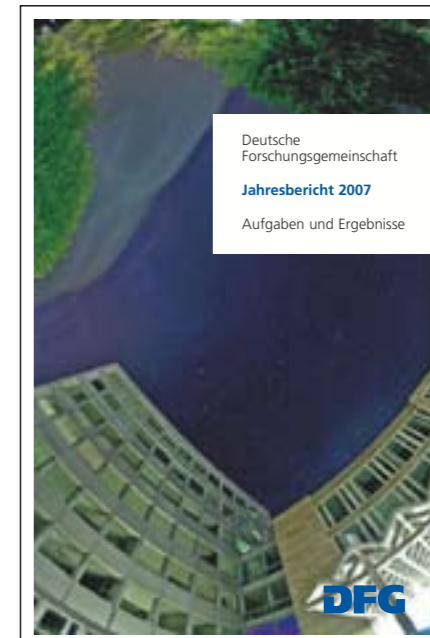 Deutsche
Forschungsgemeinschaft
Jahresbericht 2007
Aufgaben und Ergebnisse
DFG